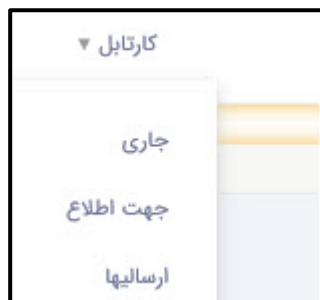 کارتابل ▼
جاری
جهت اطلاع
ارسالیها